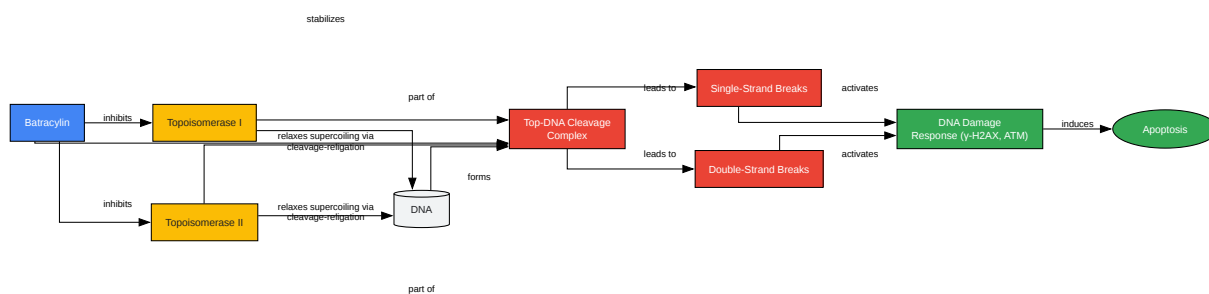 stabilizes
part of
leads to
Single-Strand Breaks
activates
Batracylin
inhibits
Topoisomerase I
relaxes supercoiling via
cleavage-religation
Top-DNA Cleavage
Complex
DNA Damage
Response (γ-H2AX, ATM)
induces
Apoptosis
leads to
Double-Strand Breaks
activates
forms
inhibits
Topoisomerase II
relaxes supercoiling via
cleavage-religation
DNA
part of